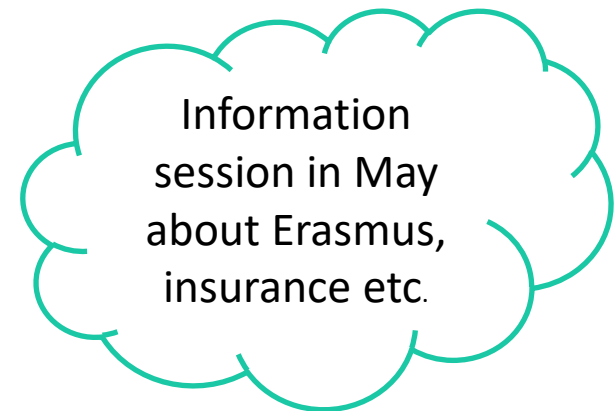 Information
session in May
about Erasmus,
insurance etc.